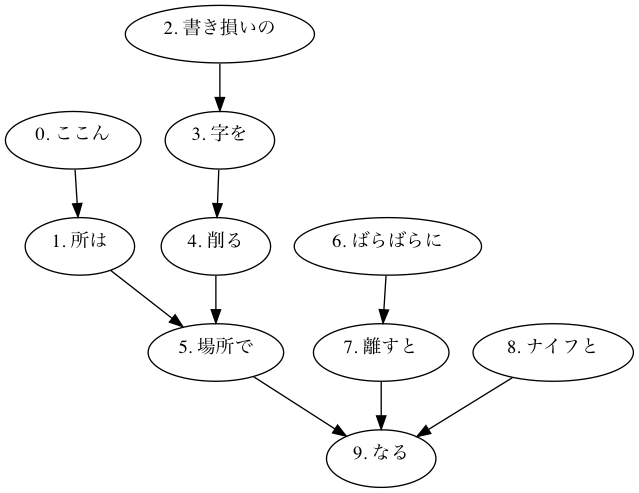 2. 書き損いの
0. ここん
3. 字を
1. 所は
4. 削る
6. ばらばらに
5. 場所で
7. 離すと
8. ナイフと
9. なる